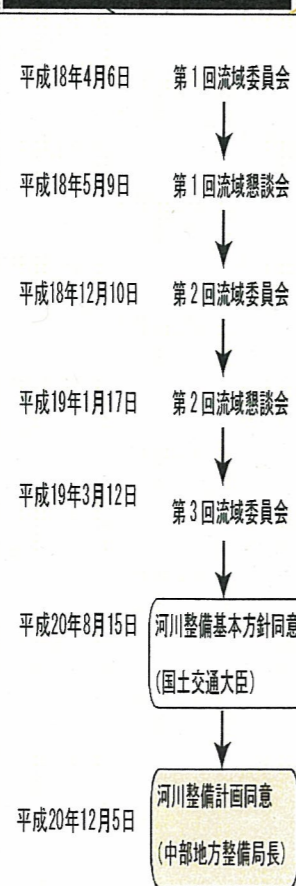 平成18年4月6日 第1回流域委員会
平成18年5月9日 第1回流域懇談会
平成18年12月10日 第2回流域委員会
平成19年1月17日 第2回流域懇談会
平成19年3月12日 第3回流域委員会
平成20年8月15日 河川整備基本方針同意
(国土交通大臣)
平成20年12月5日 河川整備計画同意
(中部地方整備局長)